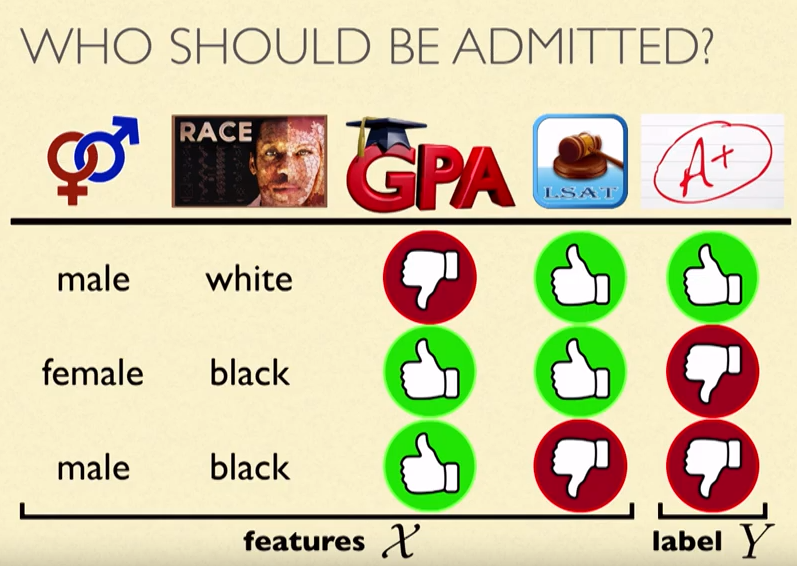 WHO SHOULD BE ADMITTED?
RACE GPA LSAT A+
male white
female black
male black
features X label Y